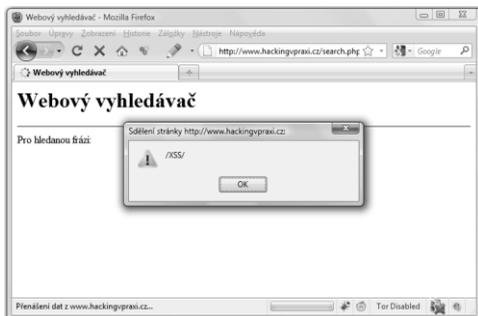 Webový vyhledávač - Mozilla Firefox
Soubor Úpravy Zobrazení Historie Záložky Nástroje Nápověda
http://www.hackingvpraxi.cz/search.php
Google
Webový vyhledávač
Webový vyhledávač
Pro hledanou frázi:
Sdělení stránky http://www.hackingvpraxi.cz:
/XSS/
OK
Přenášení dat z www.hackingvpraxi.cz...
Tor Disabled